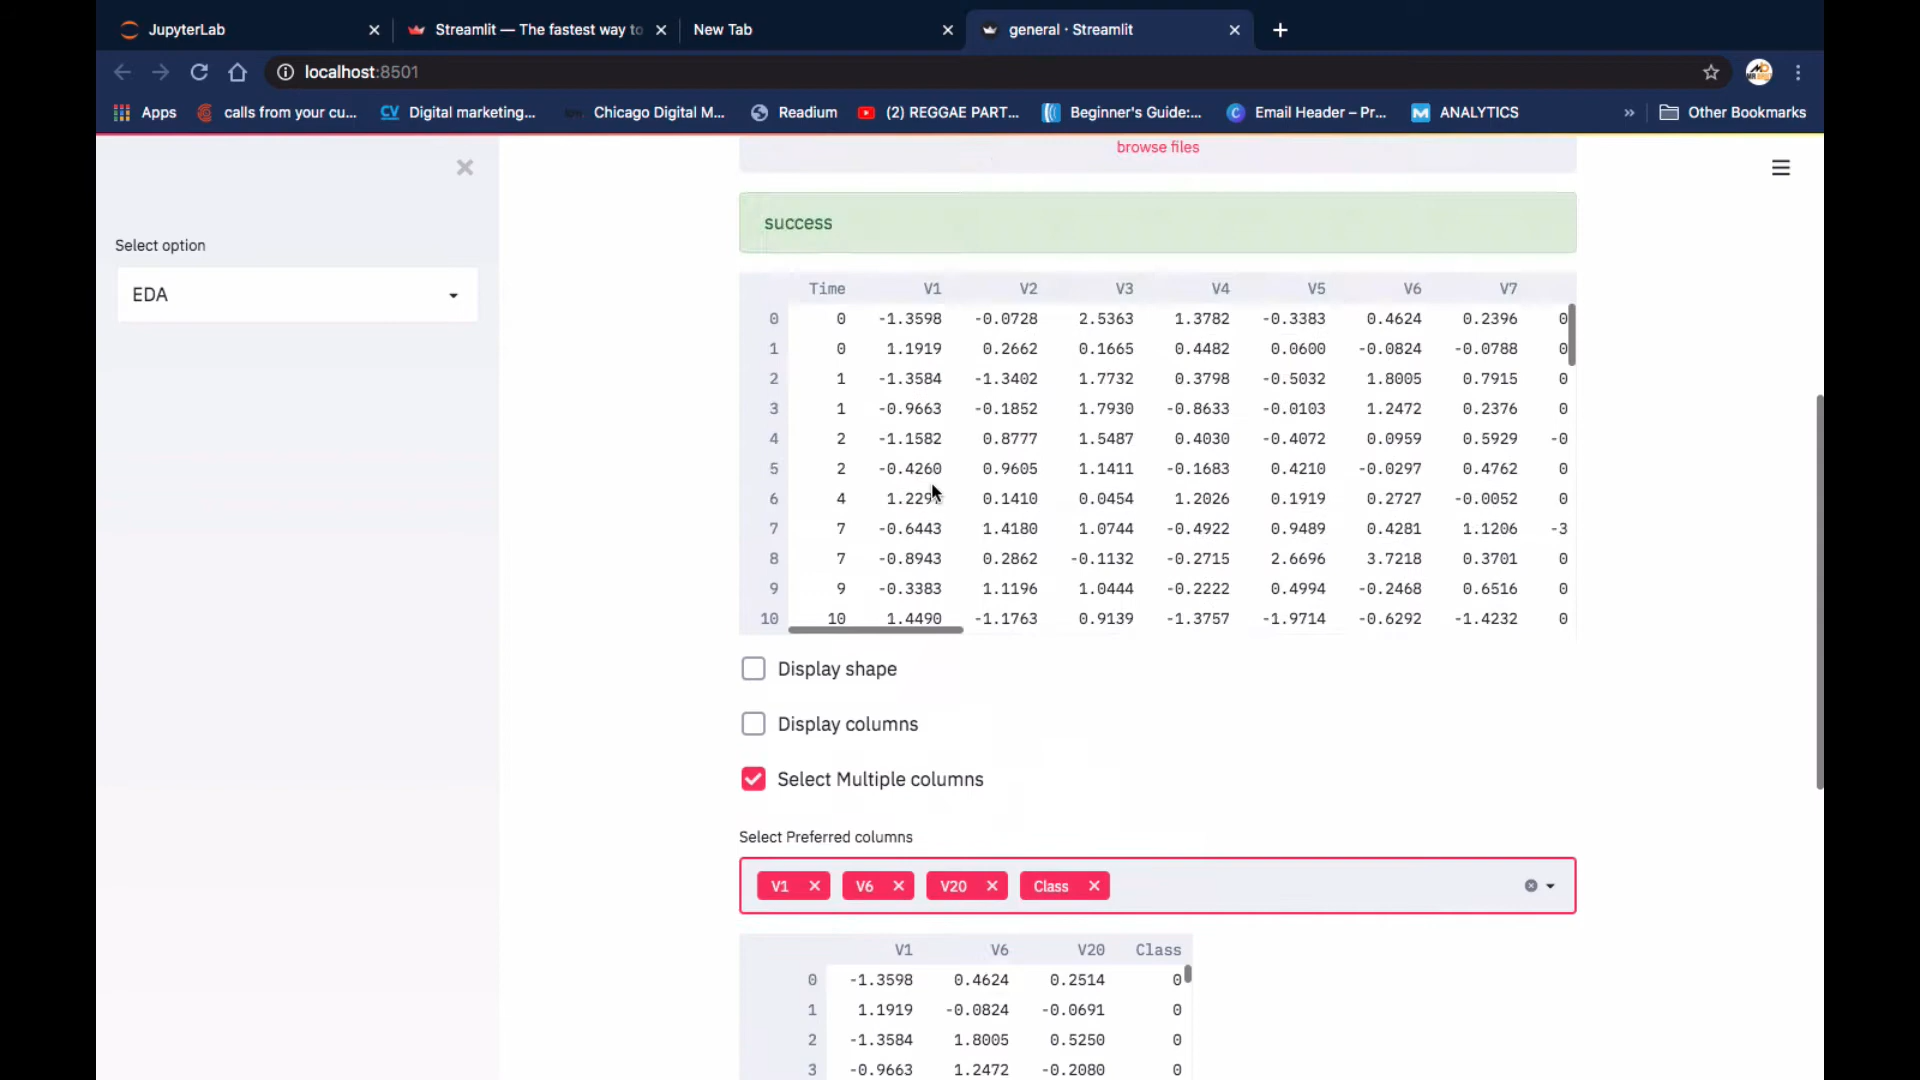 JupyterLab
Streamlit — The fastest way to
New Tab
general · Streamlit
localhost:8501
Apps
calls from your cu...
CV Digital marketing...
Chicago Digital M...
Readium
(2) REGGAE PART...
Beginner's Guide:...
Email Header – Pr...
ANALYTICS
»
Other Bookmarks
browse files
success
Select option
EDA
Time V1 V2 V3 V4 V5 V6 V7
0 0 -1.3598 -0.0728 2.5363 1.3782 -0.3383 0.4624 0.2396 0
1 0 1.1919 0.2662 0.1665 0.4482 0.0600 -0.0824 -0.0788 0
2 1 -1.3584 -1.3402 1.7732 0.3798 -0.5032 1.8005 0.7915 0
3 1 -0.9663 -0.1852 1.7930 -0.8633 -0.0103 1.2472 0.2376 0
4 2 -1.1582 0.8777 1.5487 0.4030 -0.4072 0.0959 0.5929 -0
5 2 -0.4260 0.9605 1.1411 -0.1683 0.4210 -0.0297 0.4762 0
6 4 0.1410 0.0454 1.2026 0.1919 0.2727 -0.0052 0
7 7 -0.6443 1.4180 1.0744 -0.4922 0.9489 0.4281 1.1206 -3
8 7 -0.8943 0.2862 -0.1132 -0.2715 2.6696 3.7218 0.3701 0
9 9 -0.3383 1.1196 1.0444 -0.2222 0.4994 -0.2468 0.6516 0
10 10 1.4490 -1.1763 0.9139 -1.3757 -1.9714 -0.6292 -1.4232 0
Display shape
Display columns
Select Multiple columns
Select Preferred columns
V1 V6 V20 Class
V1 V6 V20 Class
0 -1.3598 0.4624 0.2514 0
1 1.1919 -0.0824 -0.0691 0
2 -1.3584 1.8005 0.5250 0
3 -0.9663 1.2472 -0.2080 0